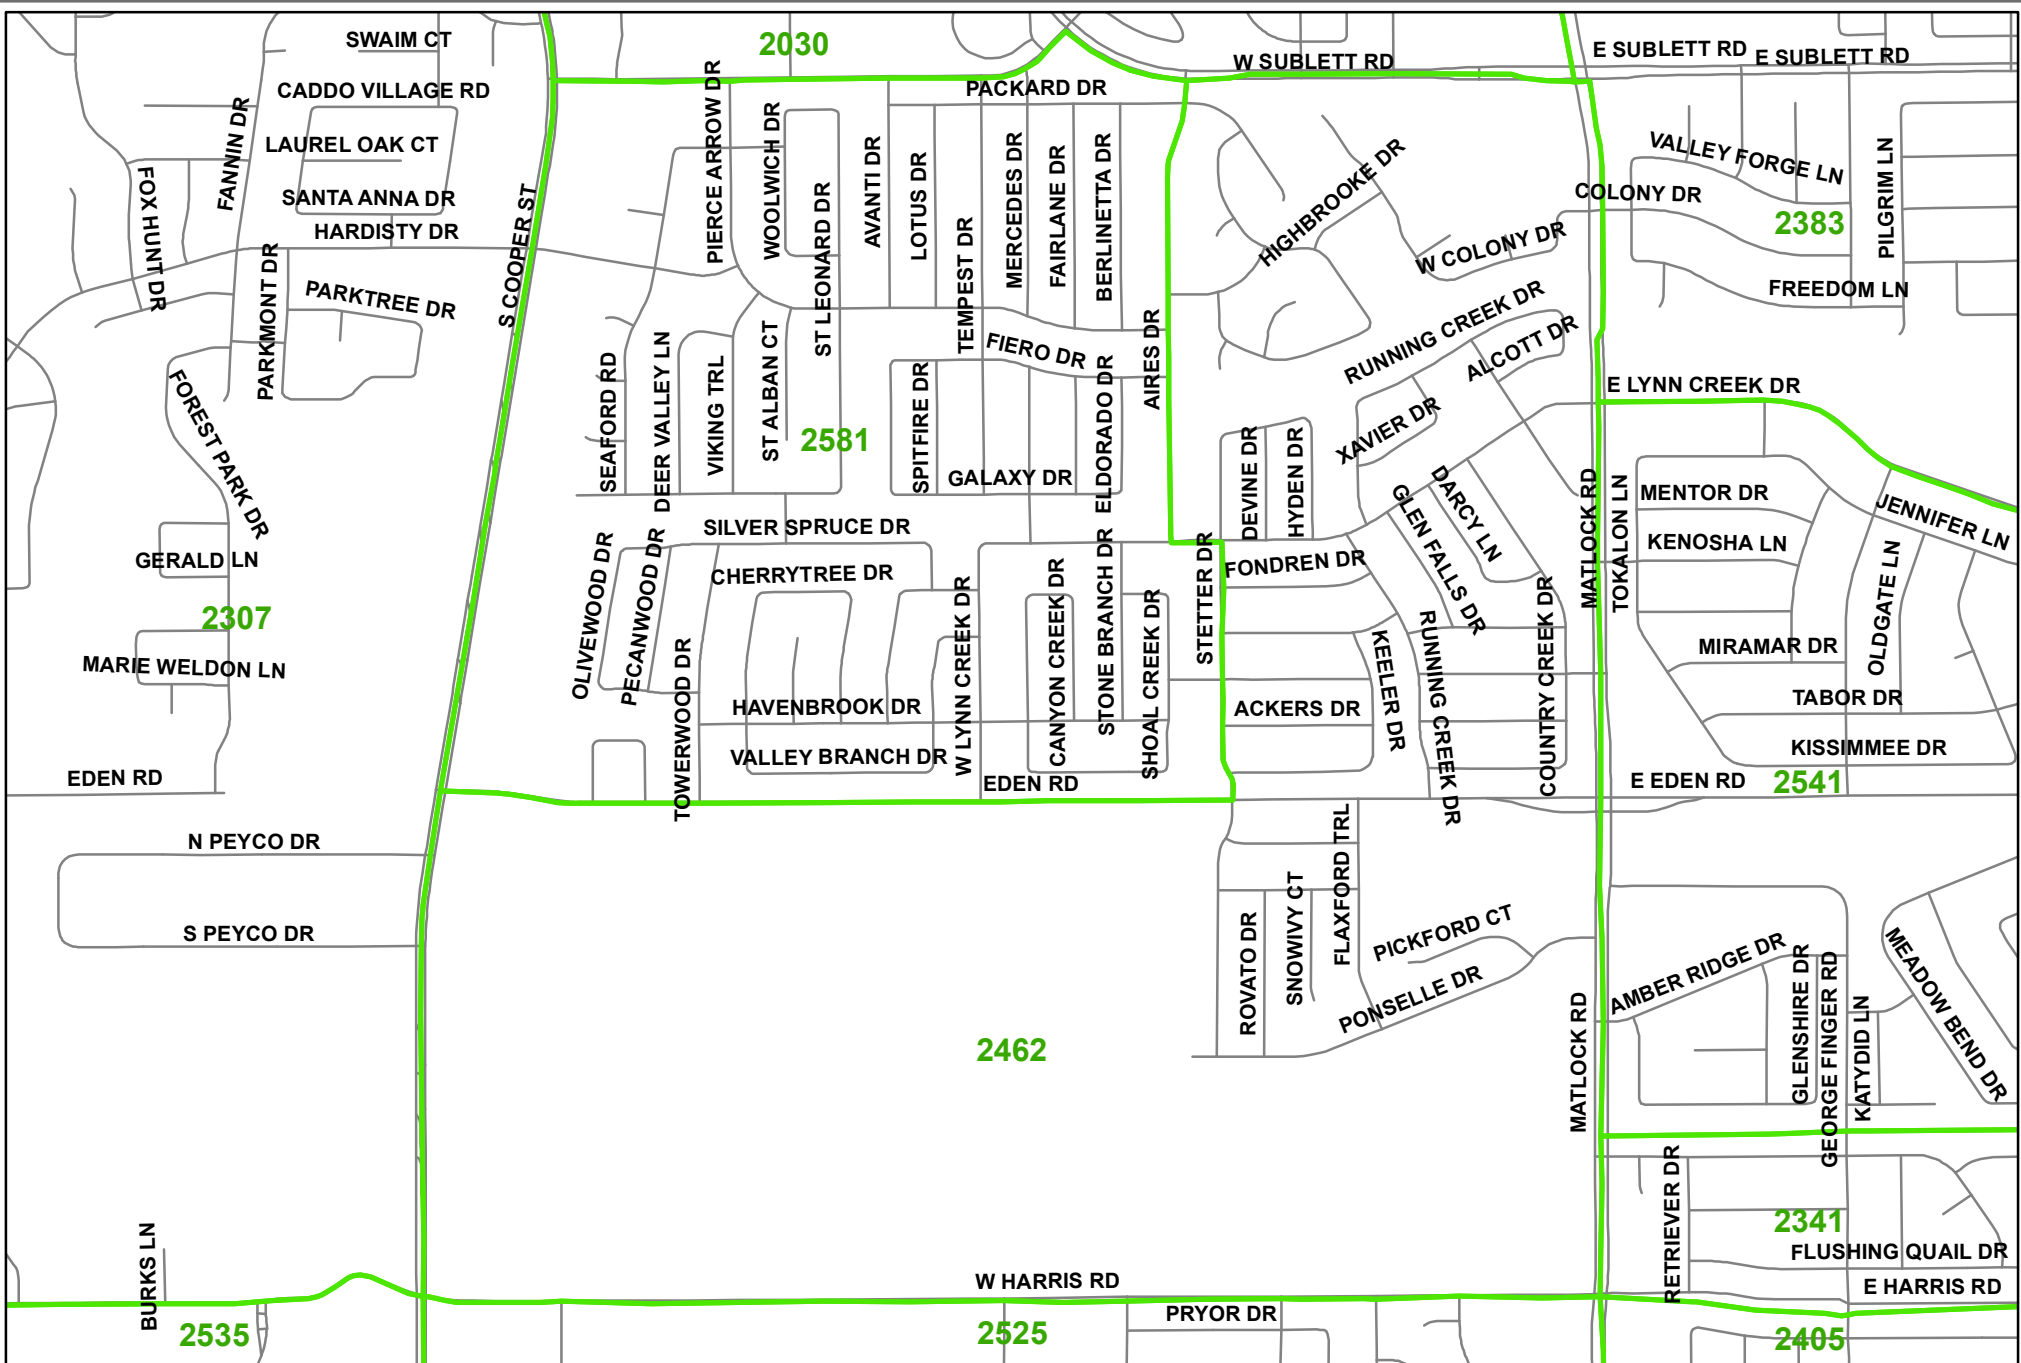 SWAIM CT
2030
W SUBLETT RD
E SUBLETT RD
E SUBLETT RD
CADDO VILLAGE RD
PACKARD DR
FANNIN DR
LAUREL OAK CT
SANTA ANNA DR
HARDISTY DR
FOX HUNT DR
PARKMONT DR
PARKTREE DR
S COOPER ST
PIERCE ARROW DR
WOOLWICH DR
ST LEONARD DR
AVANTI DR
LOTUS DR
TEMPEST DR
MERCEDES DR
FAIRLANE DR
BERLINETTA DR
HIGHBROOKE DR
W COLONY DR
COLONY DR
VALLEY FORGE LN
2383
PILGRIM LN
FREEDOM LN
RUNNING CREEK DR
ALCOTT DR
FIERO DR
AIRES DR
E LYNN CREEK DR
FOREST PARK DR
SEAFORD RD
DEER VALLEY LN
VIKING TRL
ST ALBAN CT
2581
SPITFIRE DR
GALAXY DR
ELDORADO DR
XAVIER DR
DEVINE DR
HYDEN DR
DARCY LN
GLEN FALLS DR
MATLOCK RD
TOKALON LN
MENTOR DR
JENNIFER LN
KENOSHA LN
SILVER SPRUCE DR
OLIVEWOOD DR
PECANWOOD DR
CHERRYTREE DR
GERALD LN
2307
MARIE WELDON LN
TOWERWOOD DR
HAVENBROOK DR
VALLEY BRANCH DR
W LYNN CREEK DR
CANYON CREEK DR
STONE BRANCH DR
SHOAL CREEK DR
STETTER DR
FONDREN DR
KEELER DR
RUNNING CREEK DR
COUNTRY CREEK DR
ACKERS DR
OLDGATE LN
MIRAMAR DR
TABOR DR
KISSIMMEE DR
EDEN RD
EDEN RD
E EDEN RD
2541
N PEYCO DR
S PEYCO DR
FLAXFORD TRL
SNOWIVY CT
ROVATO DR
PICKFORD CT
PONSELLE DR
2462
MATLOCK RD
AMBER RIDGE DR
GLENSHIRE DR
GEORGE FINGER RD
KATYDID LN
MEADOW BEND DR
RETRIEVER DR
2341
FLUSHING QUAIL DR
E HARRIS RD
W HARRIS RD
BURKS LN
2535
2525
PRYOR DR
2405